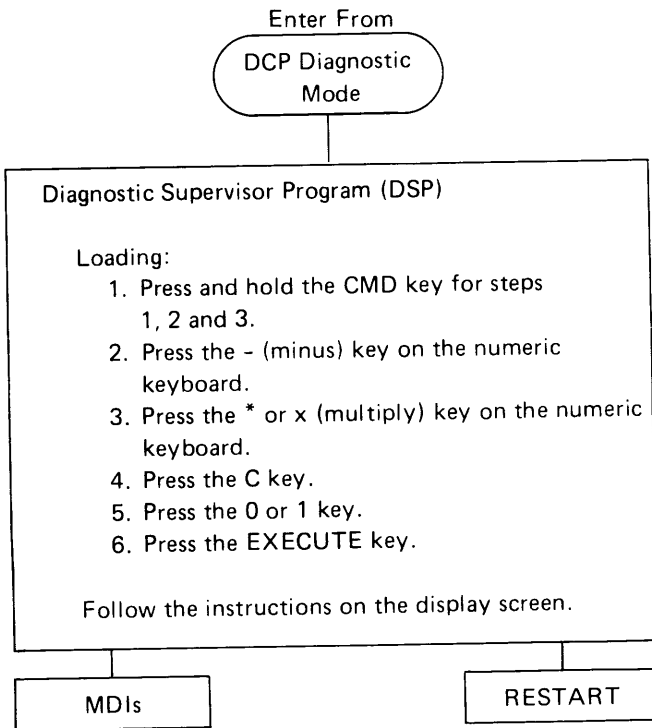 Enter From
DCP Diagnostic
Mode
Diagnostic Supervisor Program (DSP)
Loading:
1. Press and hold the CMD key for steps
1, 2 and 3.
2. Press the - (minus) key on the numeric
keyboard.
3. Press the * or x (multiply) key on the numeric
keyboard.
4. Press the C key.
5. Press the 0 or 1 key.
6. Press the EXECUTE key.
Follow the instructions on the display screen.
MDIs
RESTART